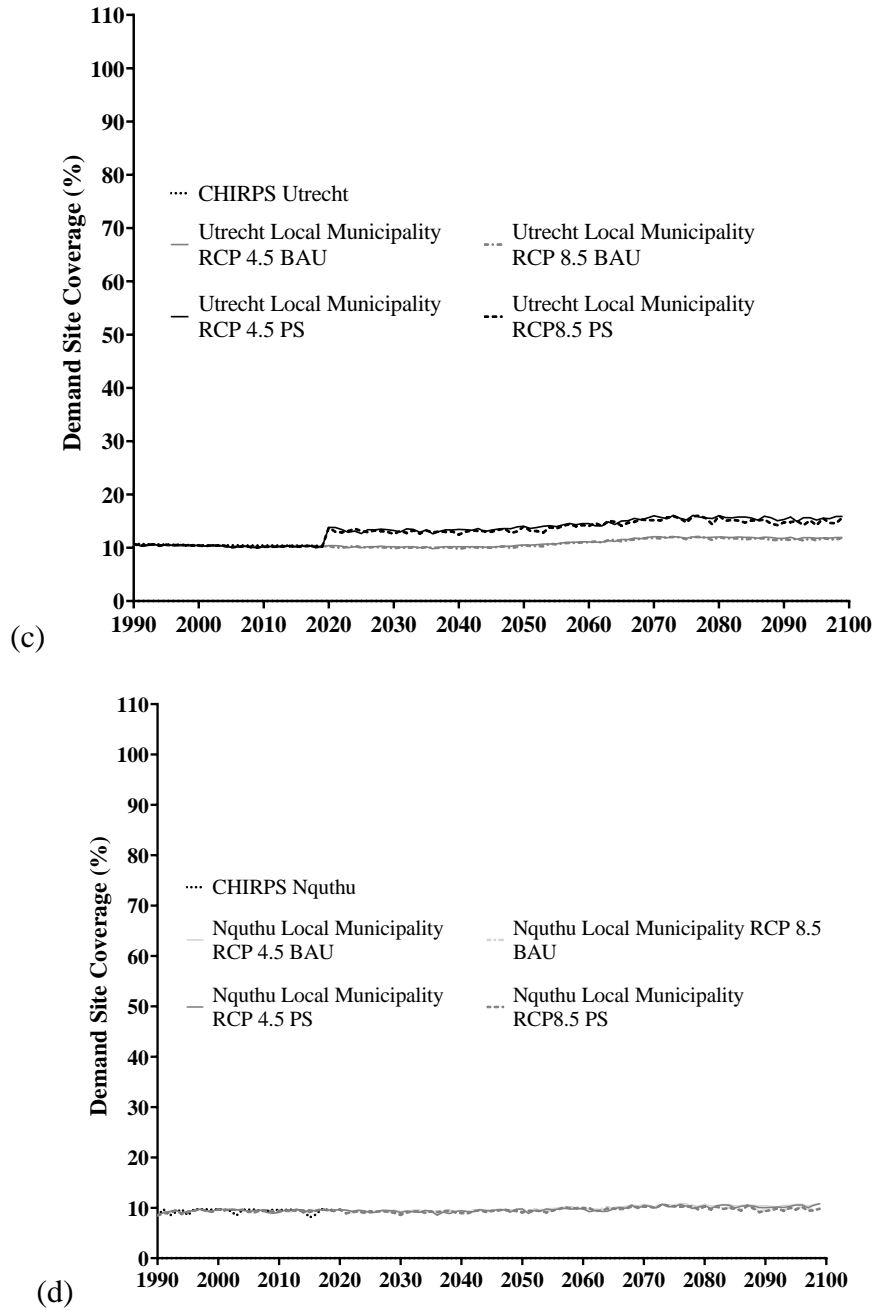 110
100
90
80
70
60
50
40
30
20
10
0
Demand Site Coverage (%)
CHIRPS Utrecht
Utrecht Local Municipality
RCP 4.5 BAU
Utrecht Local Municipality
RCP 8.5 BAU
Utrecht Local Municipality
RCP 4.5 PS
Utrecht Local Municipality
RCP8.5 PS
1990 2000 2010 2020 2030 2040 2050 2060 2070 2080 2090 2100
(c)
110
100
90
80
70
60
50
40
30
20
10
0
Demand Site Coverage (%)
CHIRPS Nquthu
Nquthu Local Municipality
RCP 4.5 BAU
Nquthu Local Municipality RCP 8.5
BAU
Nquthu Local Municipality
RCP 4.5 PS
Nquthu Local Municipality
RCP8.5 PS
1990 2000 2010 2020 2030 2040 2050 2060 2070 2080 2090 2100
(d)